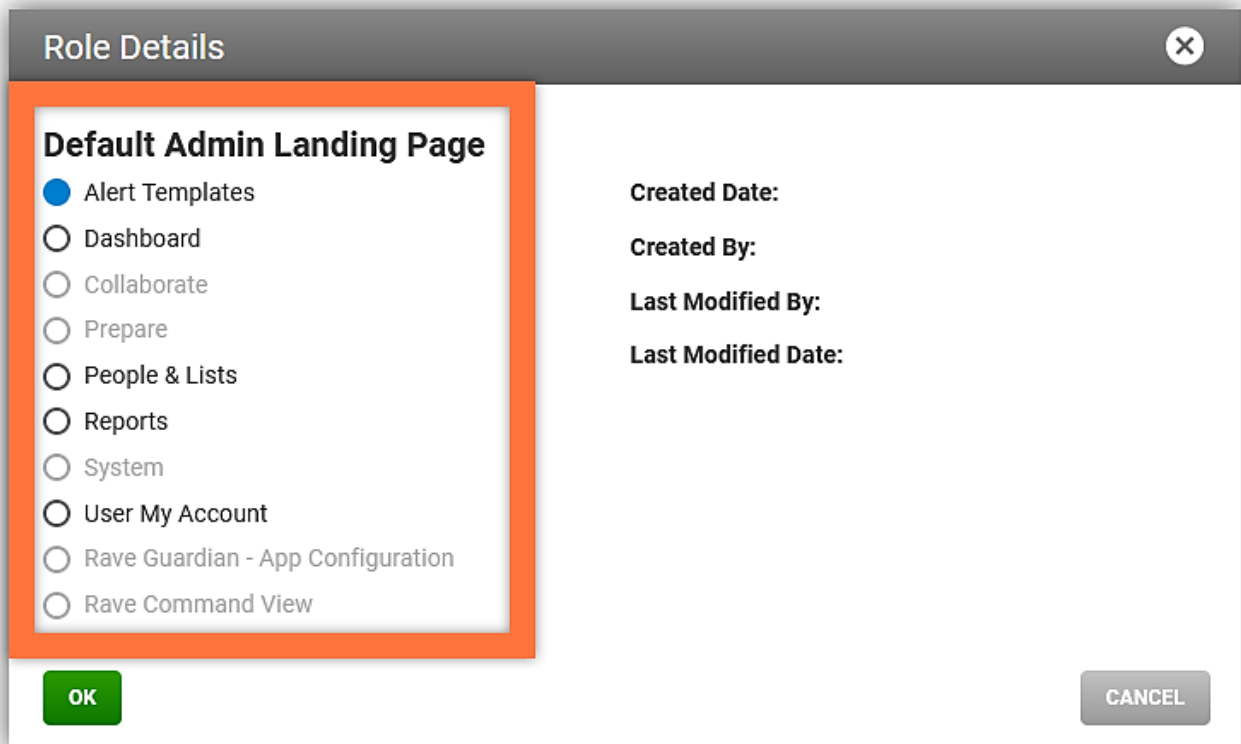 Role Details
Default Admin Landing Page
Alert Templates
Dashboard
Collaborate
Prepare
People & Lists
Reports
System
User My Account
Rave Guardian - App Configuration
Rave Command View
Created Date:
Created By:
Last Modified By:
Last Modified Date:
OK
CANCEL